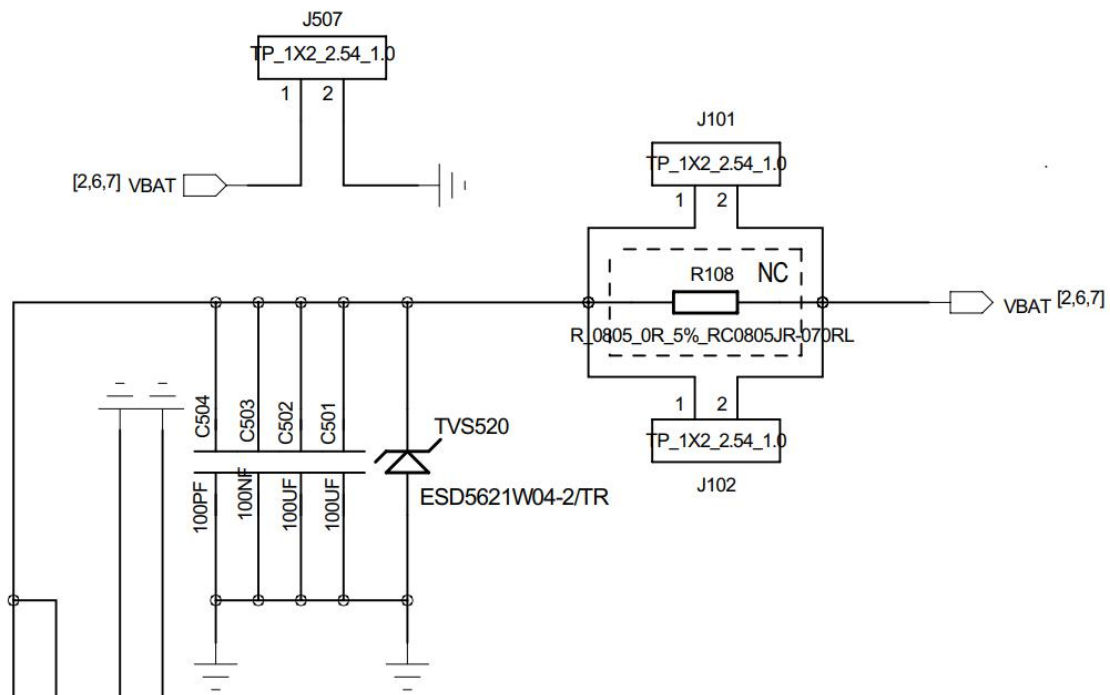 J507
TP_1X2_2.54_1.0
1 2
[2,6,7] VBAT
J101
TP_1X2_2.54_1.0
1 2
R108 NC
VBAT [2,6,7]
R_0805_0R_5%_RC0805JR-070RL
1 2
TP_1X2_2.54_1.0
J102
C504
C503
C502
C501
100PF
100NF
100UF
100UF
TVS520
ESD5621W04-2/TR